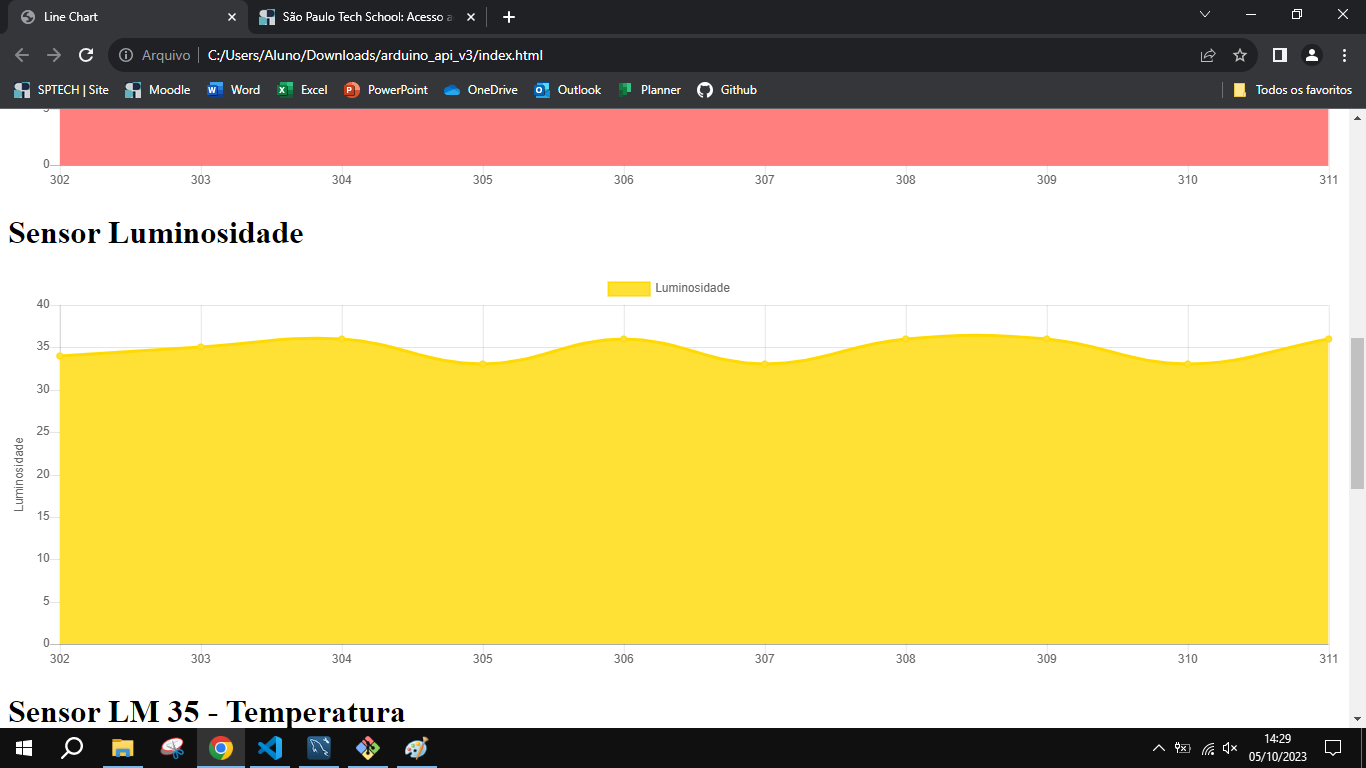 Line Chart
São Paulo Tech School: Acesso a
Arquivo
C:/Users/Aluno/Downloads/arduino_api_v3/index.html
SPTECH | Site
Moodle
Word
Excel
PowerPoint
OneDrive
Outlook
Planner
Github
Todos os favoritos
0
302 303 304 305 306 307 308 309 310 311
Sensor Luminosidade
Luminosidade
40
35
30
25
20
15
10
5
0
Luminosidade
302 303 304 305 306 307 308 309 310 311
Sensor LM 35 - Temperatura
14:29
05/10/2023